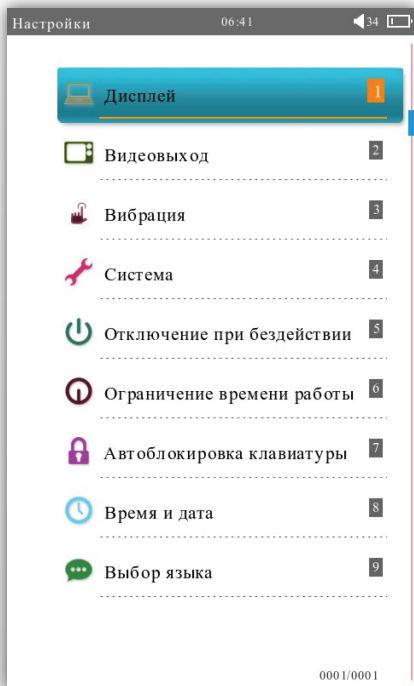 Настройки 06:41 34
Дисплей 1
Видеовыход 2
Вибрация 3
Система 4
Отключение при бездействии 5
Ограничение времени работы 6
Автоблокировка клавиатуры 7
Время и дата 8
Выбор языка 9
0001/0001